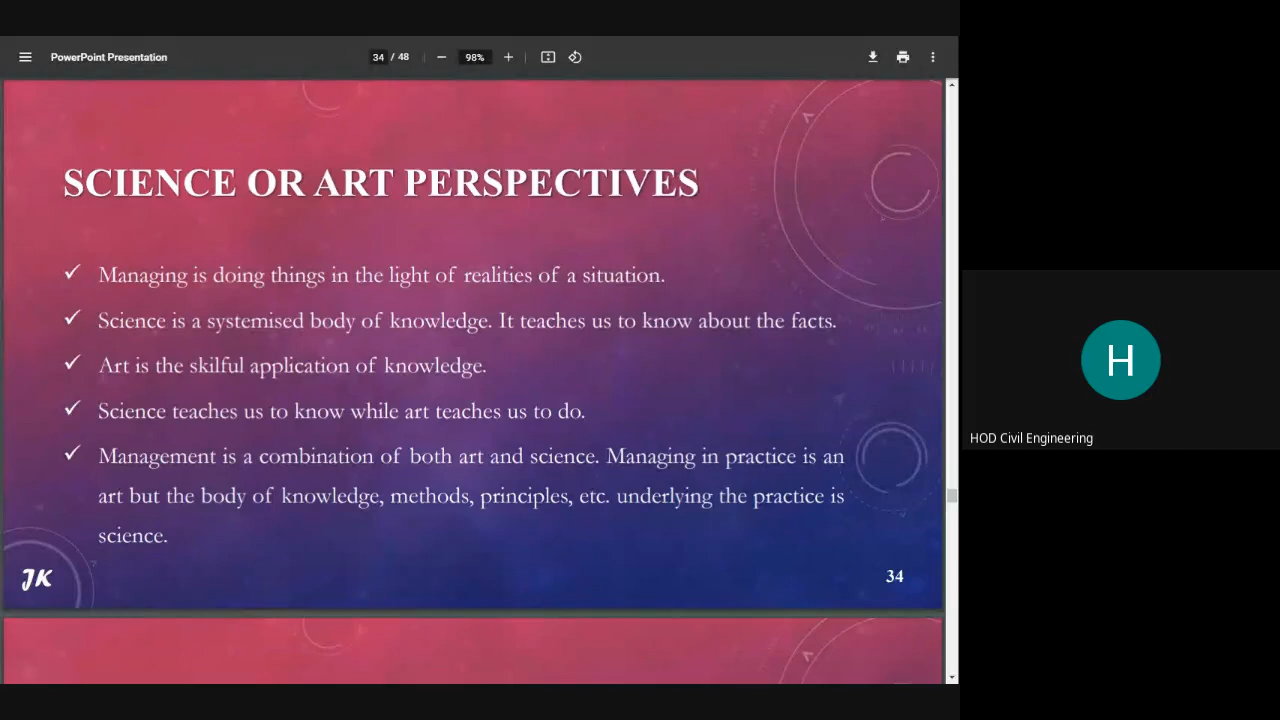 PowerPoint Presentation
34 / 48
98%
SCIENCE OR ART PERSPECTIVES
✓ Managing is doing things in the light of realities of a situation.
✓ Science is a systemised body of knowledge. It teaches us to know about the facts.
✓ Art is the skilful application of knowledge.
✓ Science teaches us to know while art teaches us to do.
✓ Management is a combination of both art and science. Managing in practice is an
art but the body of knowledge, methods, principles, etc. underlying the practice is
science.
JK
34
H
HOD Civil Engineering